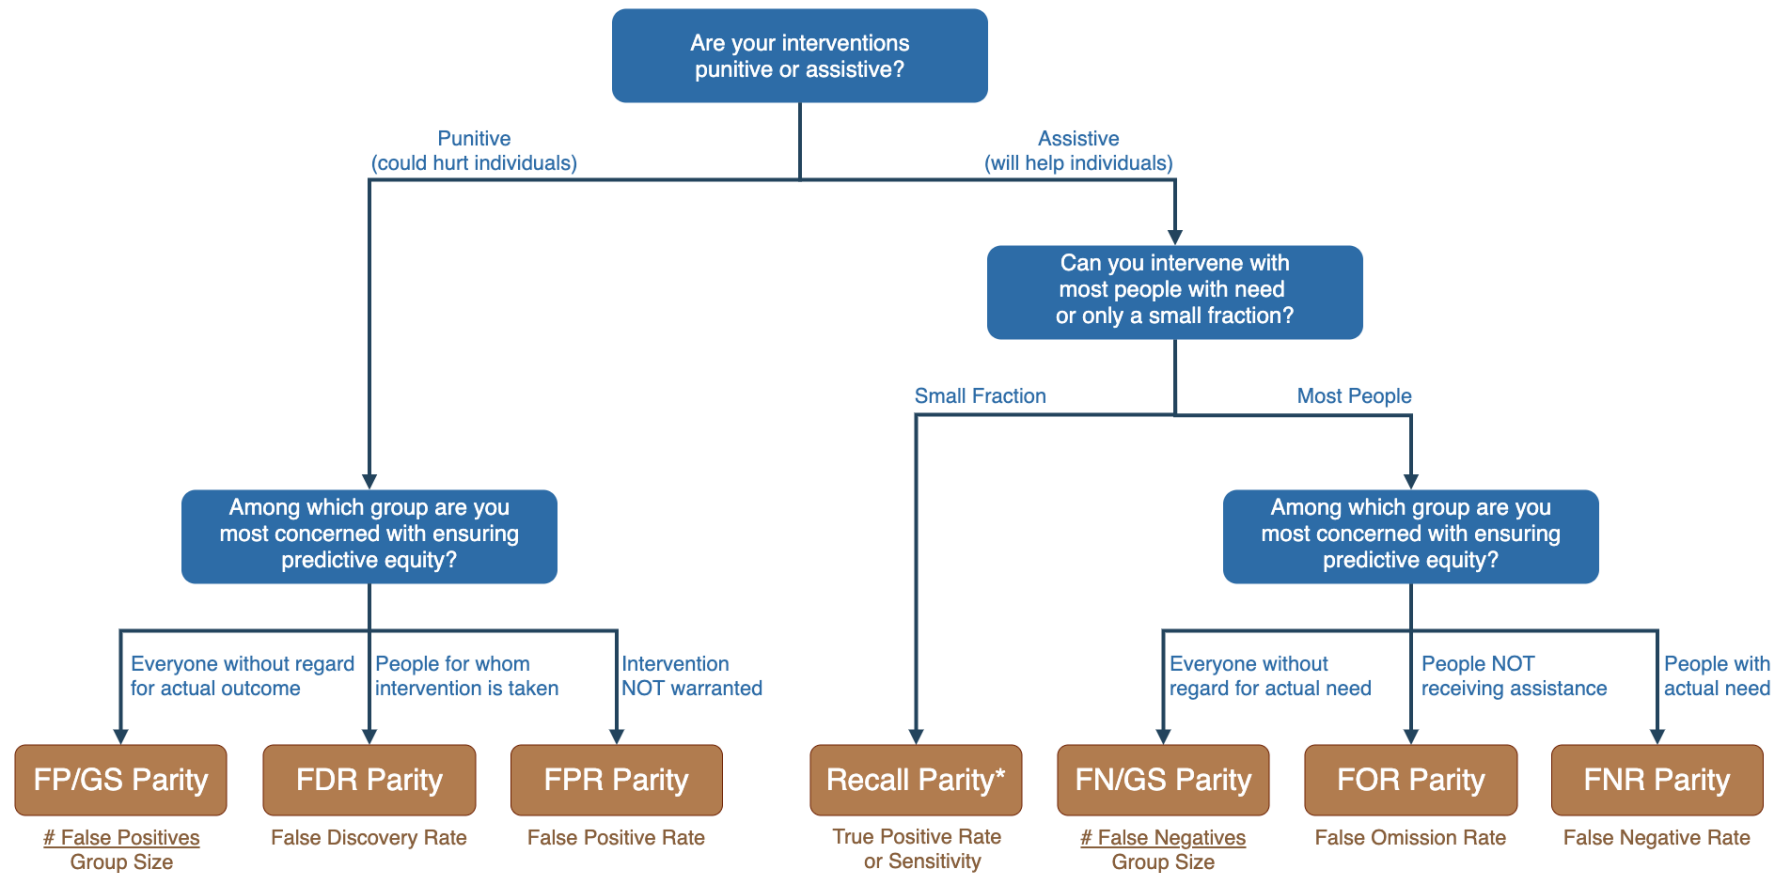 Are your interventions
punitive or assistive?
Punitive
(could hurt individuals)
Assistive
(will help individuals)
Can you intervene with
most people with need
or only a small fraction?
Small Fraction
Most People
Among which group are you
most concerned with ensuring
predictive equity?
Among which group are you
most concerned with ensuring
predictive equity?
Everyone without regard
for actual outcome
People for whom
intervention is taken
Intervention
NOT warranted
Everyone without
regard for actual need
People NOT
receiving assistance
People with
actual need
FP/GS Parity
FDR Parity
FPR Parity
Recall Parity*
FN/GS Parity
FOR Parity
FNR Parity
# False Positives
Group Size
False Discovery Rate
False Positive Rate
True Positive Rate
or Sensitivity
# False Negatives
Group Size
False Omission Rate
False Negative Rate